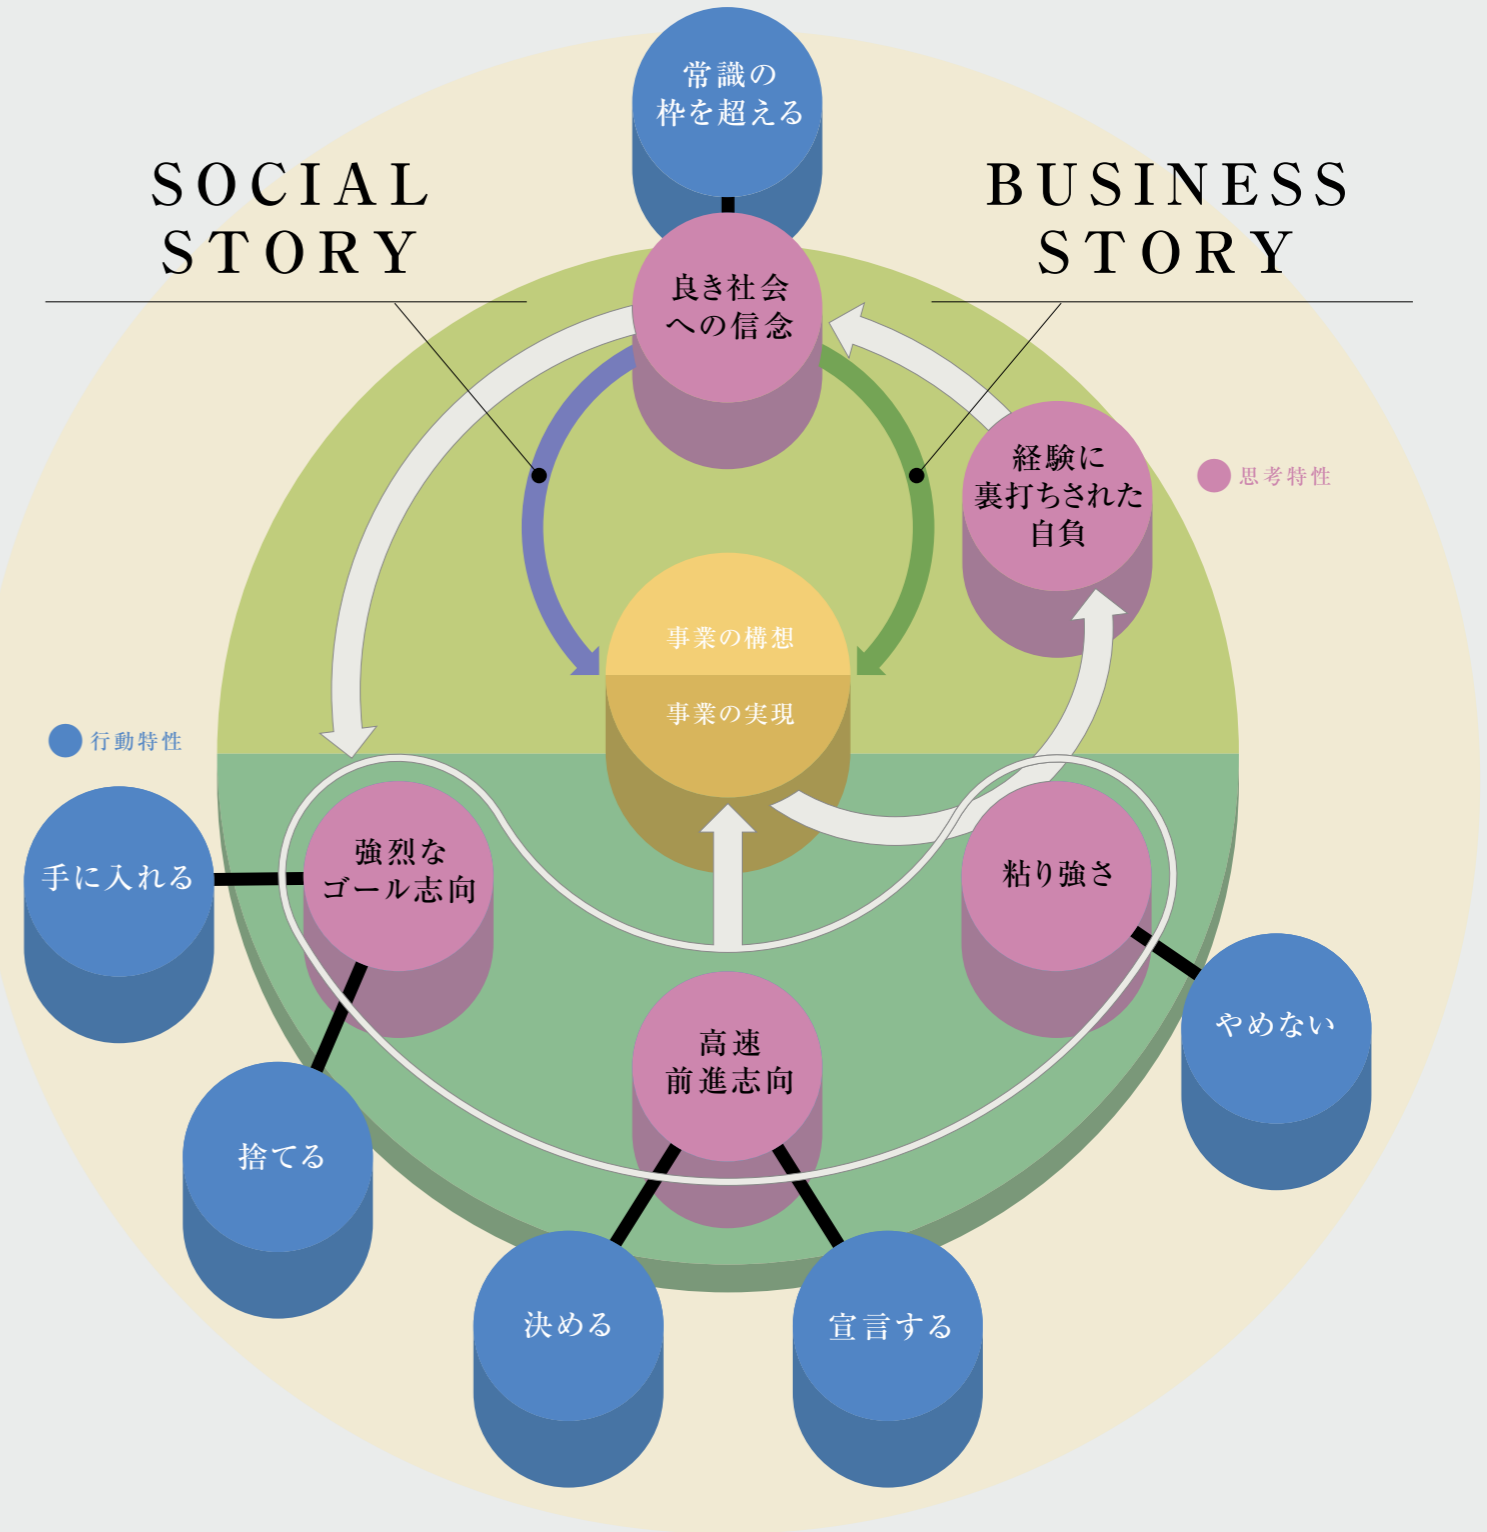 常識の
枠を超える
SOCIAL
STORY
BUSINESS
STORY
良き社会
への信念
経験に
裏打ちされた
自負
思考特性
事業の構想
事業の実現
行動特性
強烈な
ゴール志向
粘り強さ
手に入れる
高速
前進志向
やめない
捨てる
決める
宣言する